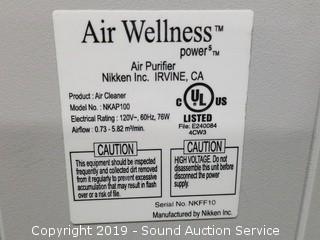 Air Wellness™
power5™
Air Purifier
Nikken Inc. IRVINE, CA
Product : Air Cleaner
Model No. : NKAP100
Electrical Rating : 120V~, 60Hz, 76W
Airflow : 0.73 - 5.82 m³/min.
C UL US
®
LISTED
File: E240084
4CW3
CAUTION
This equipment should be inspected
frequently and collected dirt removed
from it regularly to prevent excessive
accumulation that may result in flash
over or a risk of fire.
CAUTION
HIGH VOLTAGE. Do not
disassemble this unit
before disconnecting
the power.
Serial No. NKFF10
Manufactured by Nikken Inc.
Copyright 2019 - Sound Auction Service